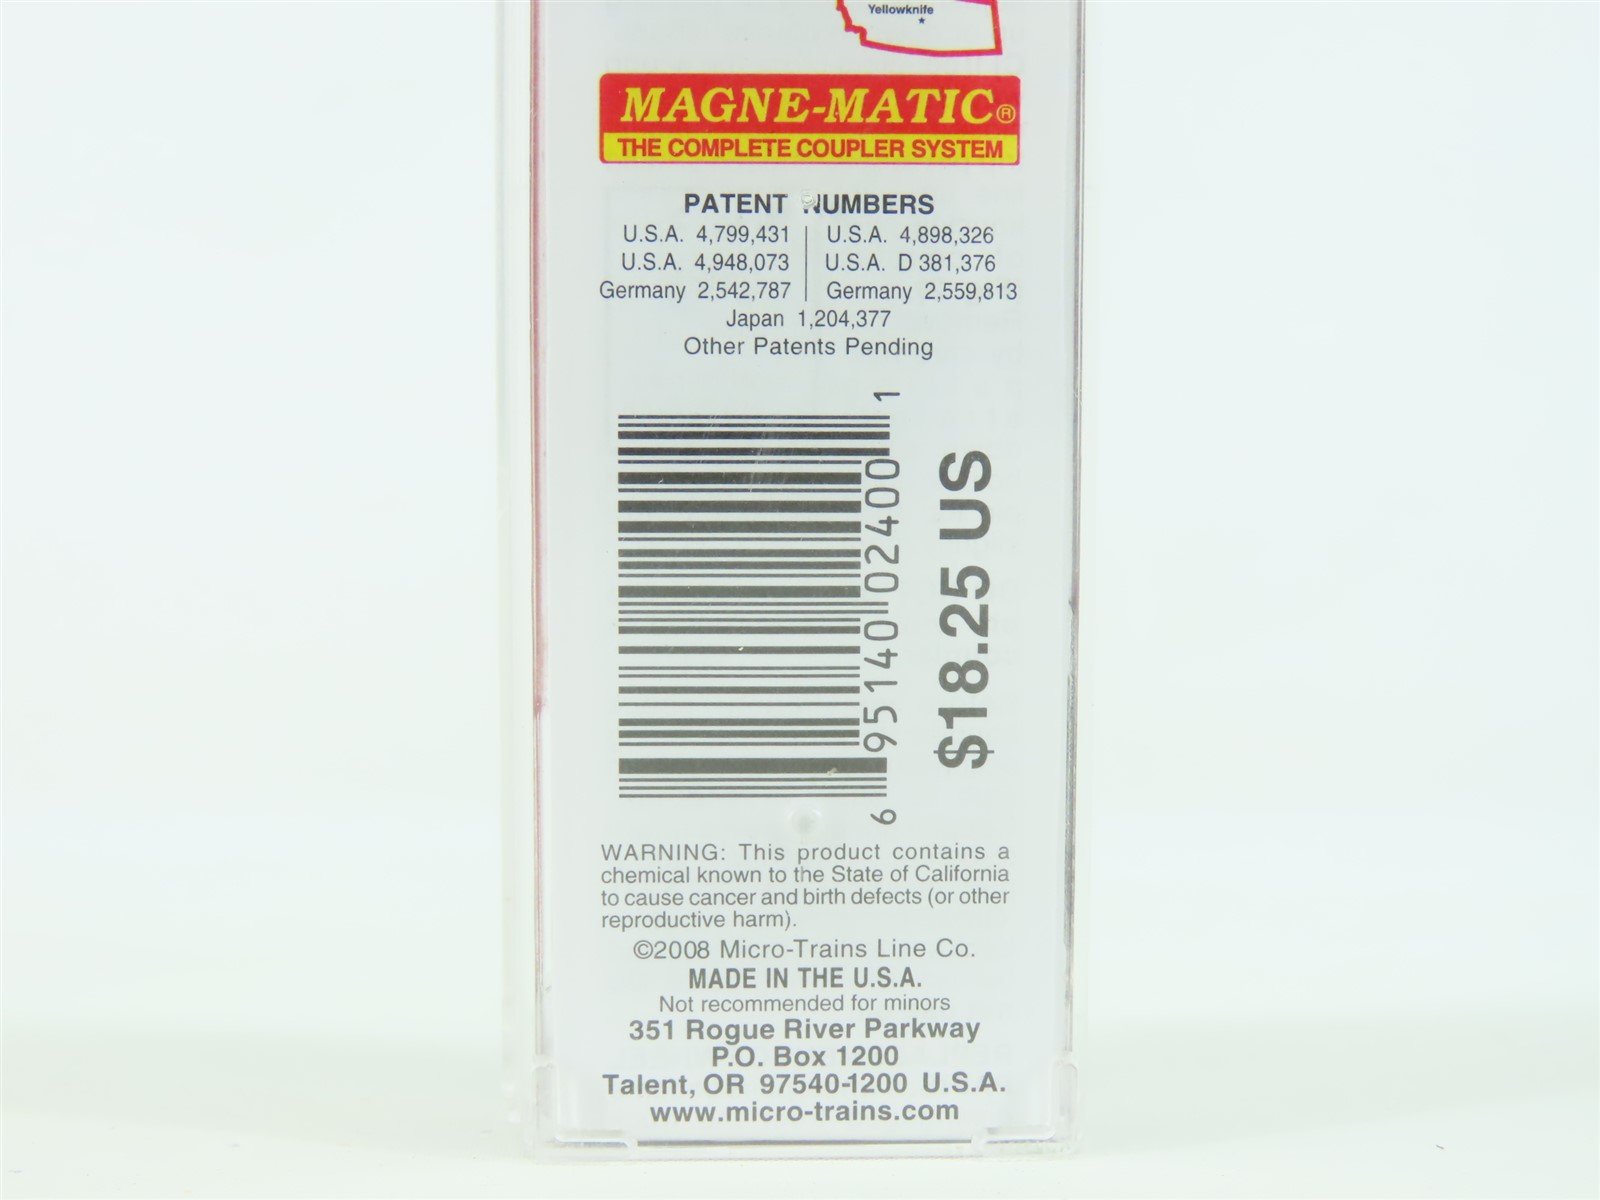 Yellowknife
MAGNE-MATIC®
THE COMPLETE COUPLER SYSTEM
PATENT NUMBERS
U.S.A. 4,799,431 U.S.A. 4,898,326
U.S.A. 4,948,073 U.S.A. D 381,376
Germany 2,542,787 Germany 2,559,813
Japan 1,204,377
Other Patents Pending
6 95140 02400 1
$18.25 US
WARNING: This product contains a
chemical known to the State of California
to cause cancer and birth defects (or other
reproductive harm).
©2008 Micro-Trains Line Co.
MADE IN THE U.S.A.
Not recommended for minors
351 Rogue River Parkway
P.O. Box 1200
Talent, OR 97540-1200 U.S.A.
www.micro-trains.com